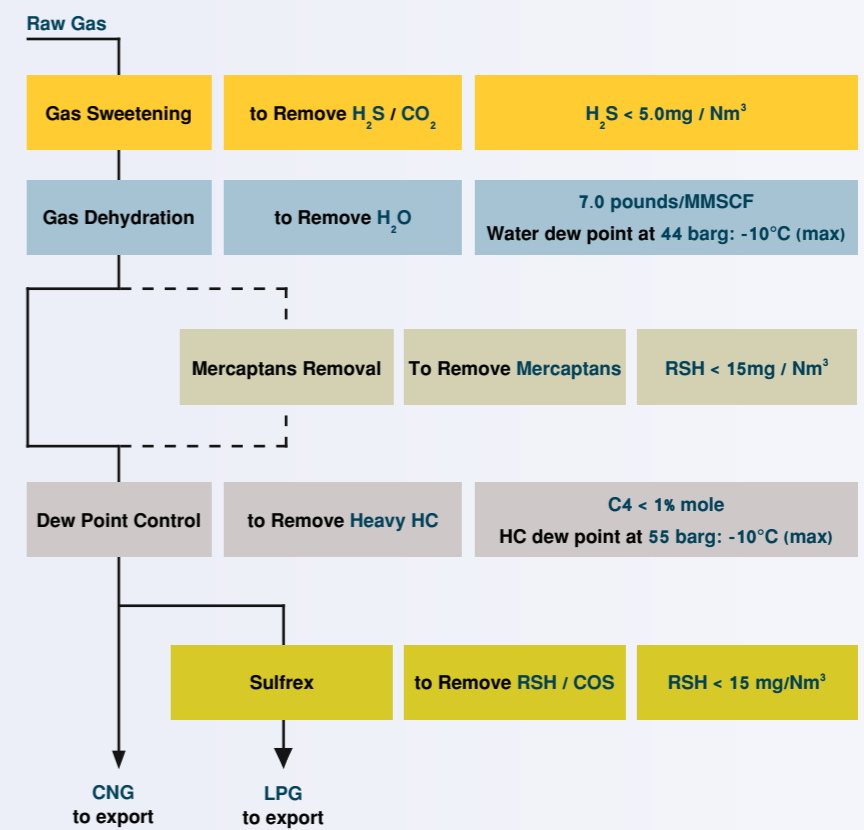 Raw Gas
Gas Sweetening
to Remove H₂S / CO₂
H₂S < 5.0mg / Nm³
Gas Dehydration
to Remove H₂O
7.0 pounds/MMSCF
Water dew point at 44 barg: -10°C (max)
Mercaptans Removal
To Remove Mercaptans
RSH < 15mg / Nm³
Dew Point Control
to Remove Heavy HC
C4 < 1% mole
HC dew point at 55 barg: -10°C (max)
Sulfrex
to Remove RSH / COS
RSH < 15 mg/Nm³
CNG
to export
LPG
to export